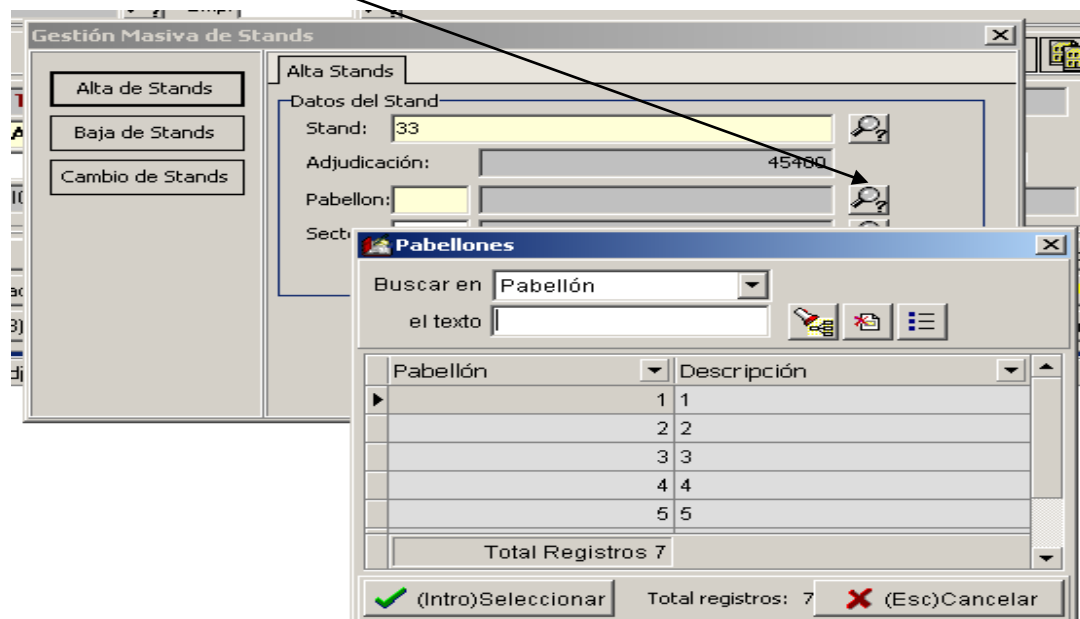 Gestión Masiva de Stands
Alta de Stands
Baja de Stands
Cambio de Stands
Alta Stands
Datos del Stand
Stand: 33
?
Adjudicación: 45400
Pabellon:
?
Pabellones
Buscar en Pabellón
el texto
Pabellón Descripción
1 1
2 2
3 3
4 4
5 5
Total Registros 7
(Intro)Seleccionar Total registros: 7 (Esc)Cancelar